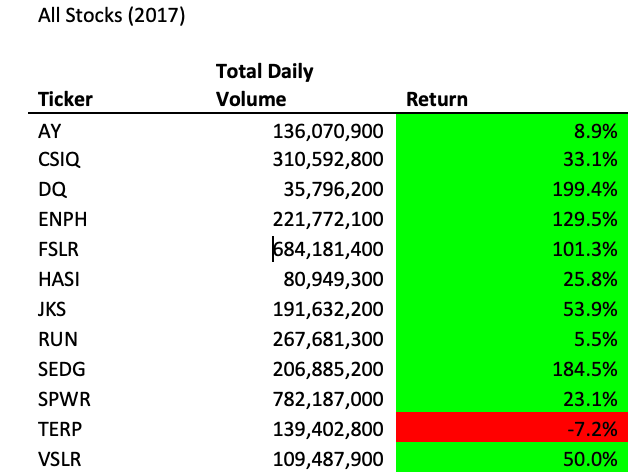 All Stocks (2017)
Total Daily
Ticker Volume Return
AY 136,070,900 8.9%
CSIQ 310,592,800 33.1%
DQ 35,796,200 199.4%
ENPH 221,772,100 129.5%
FSLR 684,181,400 101.3%
HASI 80,949,300 25.8%
JKS 191,632,200 53.9%
RUN 267,681,300 5.5%
SEDG 206,885,200 184.5%
SPWR 782,187,000 23.1%
TERP 139,402,800 -7.2%
VSLR 109,487,900 50.0%